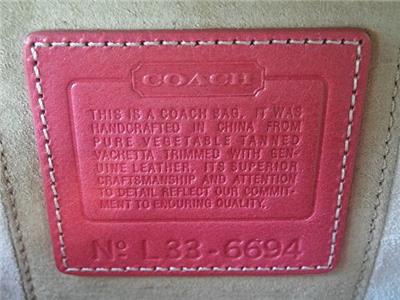 COACH
THIS IS A COACH BAG. IT WAS
HANDCRAFTED IN CHINA FROM
PURE VEGETABLE TANNED
VACHETTA TRIMMED WITH GEN-
UINE LEATHER. ITS SUPERIOR
CRAFTSMANSHIP AND ATTENTION
TO DETAIL REFLECT OUR COMMIT-
MENT TO ENDURING QUALITY.
Nº L33-6694